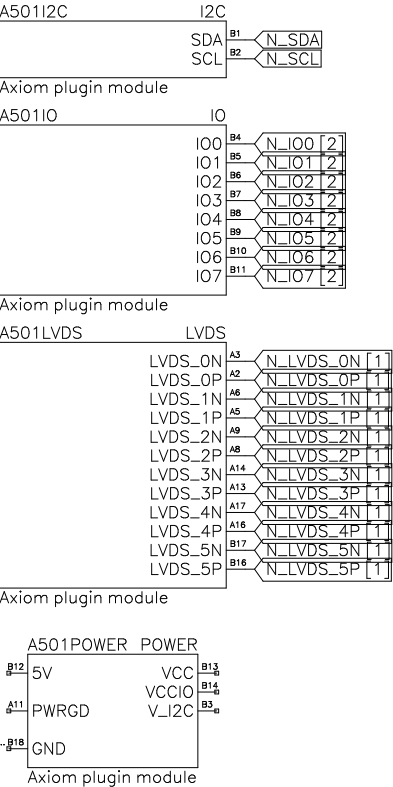 A501I2C I2C
SDA B1 N_SDA
SCL B2 N_SCL
Axiom plugin module
A501IO IO
IO0 B4 N_IO0 [2]
IO1 B5 N_IO1 [2]
IO2 B6 N_IO2 [2]
IO3 B7 N_IO3 [2]
IO4 B8 N_IO4 [2]
IO5 B9 N_IO5 [2]
IO6 B10 N_IO6 [2]
IO7 B11 N_IO7 [2]
Axiom plugin module
A501LVDS LVDS
LVDS_0N A3 N_LVDS_0N [1]
LVDS_0P A2 N_LVDS_0P [1]
LVDS_1N A6 N_LVDS_1N [1]
LVDS_1P A5 N_LVDS_1P [1]
LVDS_2N A9 N_LVDS_2N [1]
LVDS_2P A8 N_LVDS_2P [1]
LVDS_3N A14 N_LVDS_3N [1]
LVDS_3P A13 N_LVDS_3P [1]
LVDS_4N A17 N_LVDS_4N [1]
LVDS_4P A16 N_LVDS_4P [1]
LVDS_5N B17 N_LVDS_5N [1]
LVDS_5P B16 N_LVDS_5P [1]
Axiom plugin module
A501POWER POWER
B12 5V VCC B13
VCCIO B14
A11 PWRGD V_I2C B3
B18 GND
Axiom plugin module